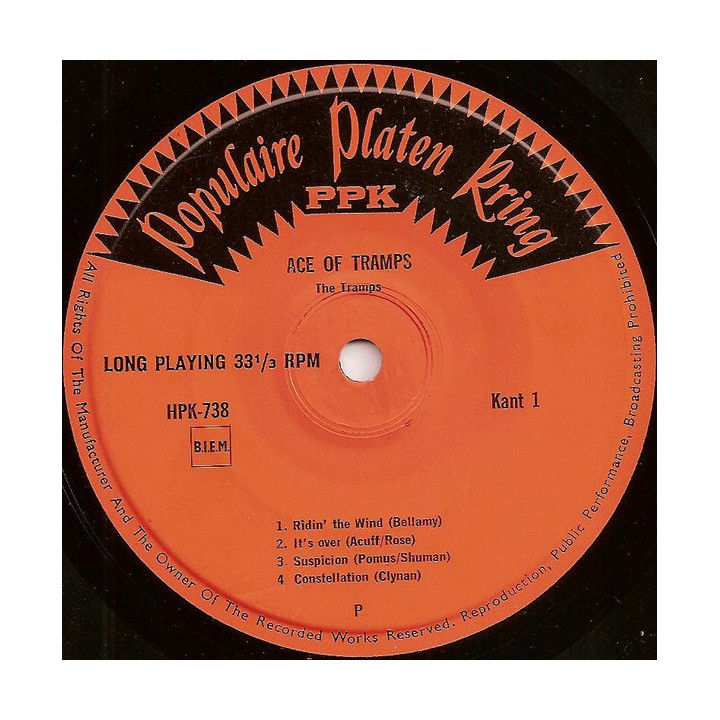 Populaire Platen Kring
PPK
ACE OF TRAMPS
The Tramps
LONG PLAYING 33¹/₃ RPM
HPK-738
Kant 1
B.I.E.M.
1. Ridin' the Wind (Bellamy)
2. It's over (Acuff/Rose)
3. Suspicion (Pomus/Shuman)
4 Constellation (Clynan)
P
All Rights Of The Manufacturer And The Owner Of The Recorded Works Reserved. Reproduction, Public Performance, Broadcasting Prohibited